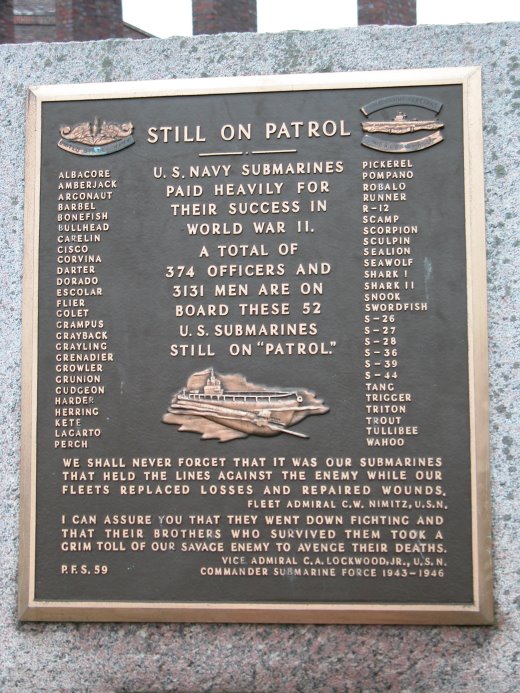 STILL ON PATROL
ALBACORE
AMBERJACK
ARGONAUT
BARBEL
BONEFISH
BULLHEAD
CAPELIN
CISCO
CORVINA
DARTER
DORADO
ESCOLAR
FLIER
GOLET
GRAMPUS
GRAYBACK
GRAYLING
GRENADIER
GROWLER
GRUNION
GUDGEON
HARDER
HERRING
KETE
LAGARTO
PERCH
U.S. NAVY SUBMARINES
PAID HEAVILY FOR
THEIR SUCCESS IN
WORLD WAR II.
A TOTAL OF
374 OFFICERS AND
3131 MEN ARE ON
BOARD THESE 52
U.S. SUBMARINES
STILL ON "PATROL."
PICKEREL
POMPANO
ROBALO
RUNNER
R-12
SCAMP
SCORPION
SCULPIN
SEALION
SEAWOLF
SHARK I
SHARK II
SNOOK
SWORDFISH
S-26
S-27
S-28
S-36
S-39
S-44
TANG
TRIGGER
TRITON
TROUT
TULLIBEE
WAHOO
WE SHALL NEVER FORGET THAT IT WAS OUR SUBMARINES
THAT HELD THE LINES AGAINST THE ENEMY WHILE OUR
FLEETS REPLACED LOSSES AND REPAIRED WOUNDS.
FLEET ADMIRAL C.W. NIMITZ, U.S.N.
I CAN ASSURE YOU THAT THEY WENT DOWN FIGHTING AND
THAT THEIR BROTHERS WHO SURVIVED THEM TOOK A
GRIM TOLL OF OUR SAVAGE ENEMY TO AVENGE THEIR DEATHS.
VICE ADMIRAL C.A. LOCKWOOD, JR., U.S.N.
P.F.S. 59 COMMANDER SUBMARINE FORCE 1943-1946